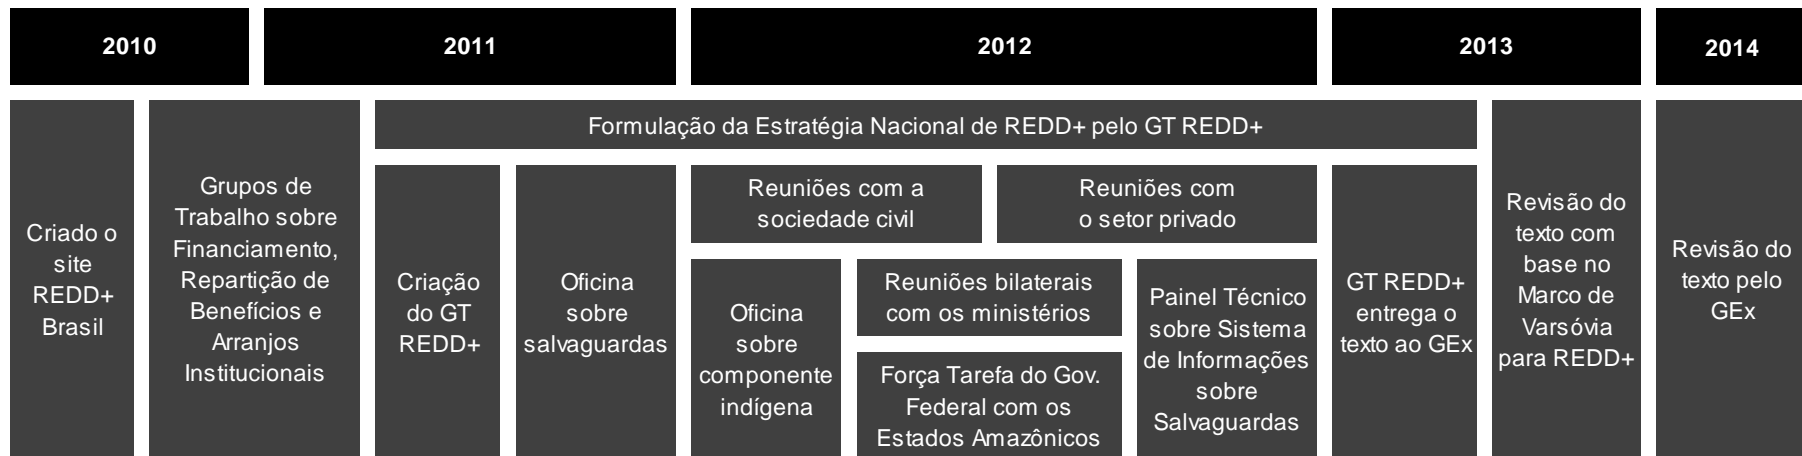 2010
2011
2012
2013
2014
Criado o
site
REDD+
Brasil
Grupos de
Trabalho sobre
Financiamento,
Repartição de
Benefícios e
Arranjos
Institucionais
Formulação da Estratégia Nacional de REDD+ pelo GT REDD+
Criação
do GT
REDD+
Oficina
sobre
salvaguardas
Reuniões com a
sociedade civil
Reuniões com
o setor privado
Oficina
sobre
componente
indígena
Reuniões bilaterais
com os ministérios
Força Tarefa do Gov.
Federal com os
Estados Amazônicos
Painel Técnico
sobre Sistema
de Informações
sobre
Salvaguardas
GT REDD+
entrega o
texto ao GEx
Revisão do
texto com
base no
Marco de
Varsóvia
para REDD+
Revisão do
texto pelo
GEx